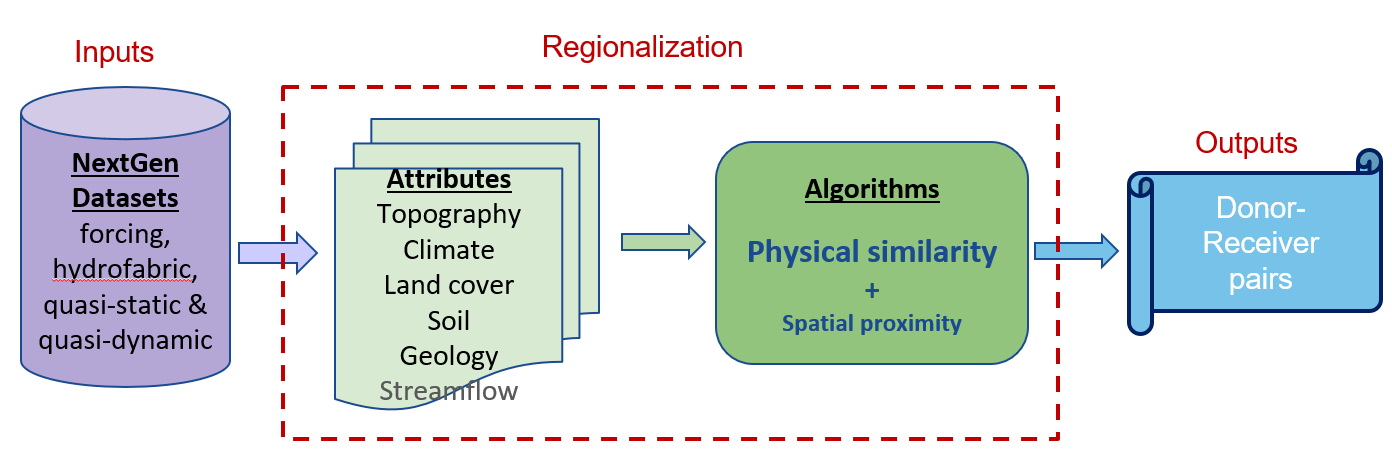 Inputs
NextGen
Datasets
forcing,
hydrofabric,
quasi-static &
quasi-dynamic
Regionalization
Attributes
Topography
Climate
Land cover
Soil
Geology
Streamflow
Algorithms
Physical similarity
+
Spatial proximity
Outputs
Donor-
Receiver
pairs